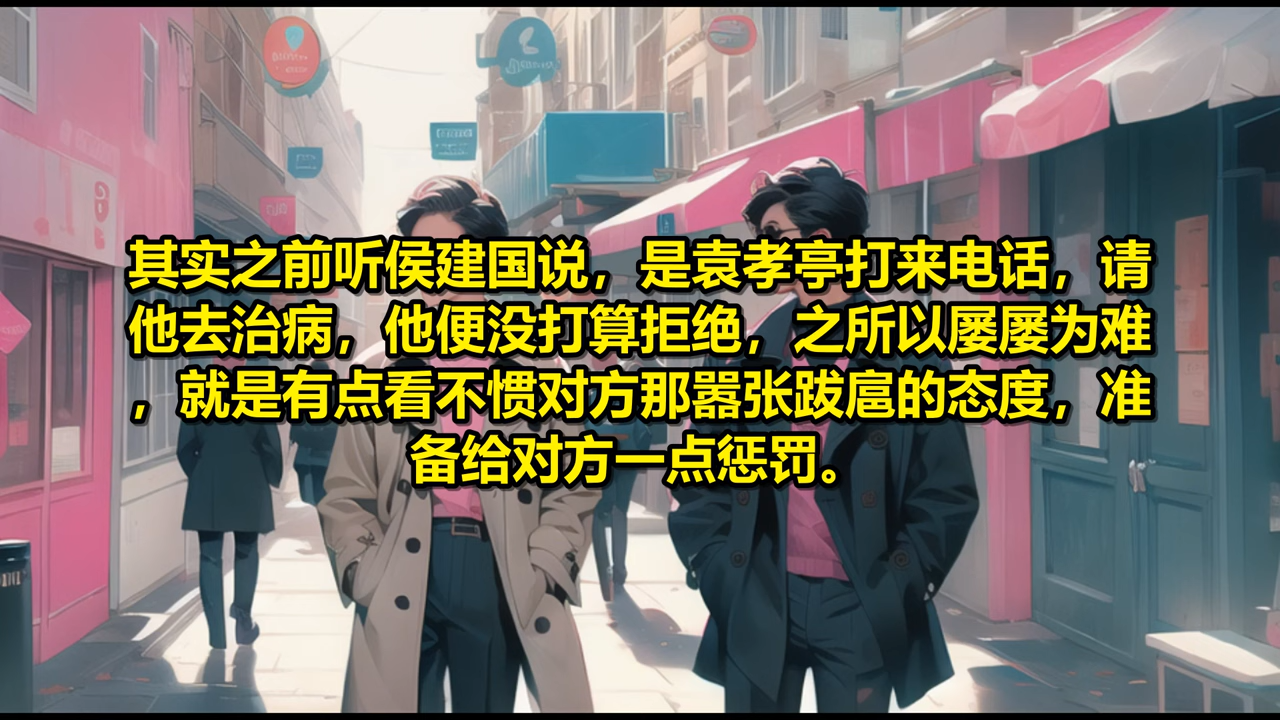 其实之前听侯建国说，是袁孝亭打来电话，请
他去治病，他便没打算拒绝，之所以屡屡为难
，就是有点看不惯对方那嚣张跋扈的态度，准
备给对方一点惩罚。